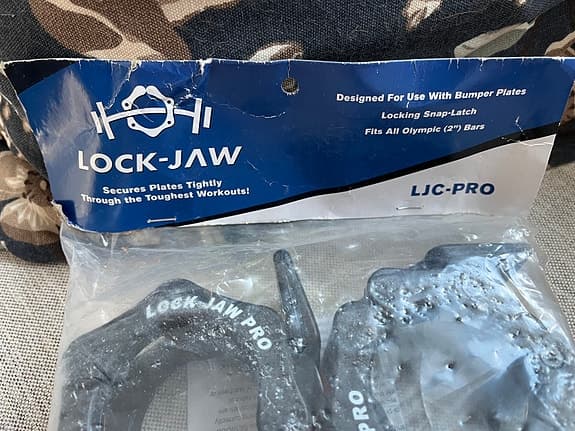 LOCK-JAW
Secures Plates Tightly
Through the Toughest Workouts!
Designed For Use With Bumper Plates
Locking Snap-Latch
Fits All Olympic (2") Bars
LJC-PRO
LOCK-JAW PRO
PRO